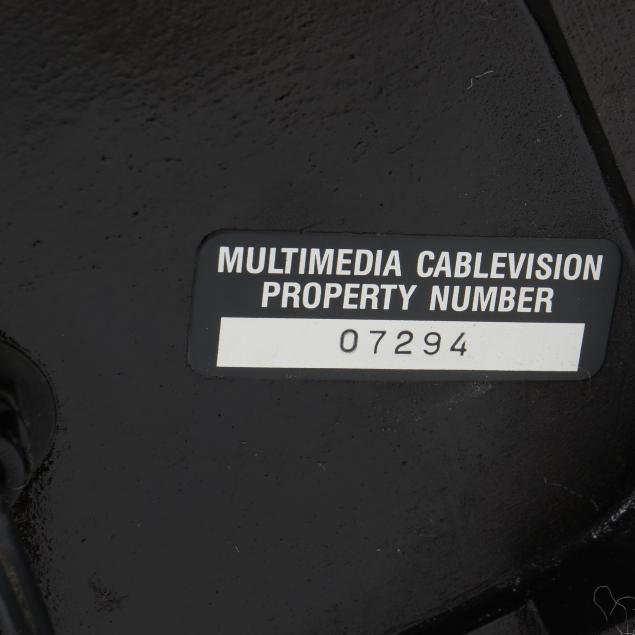 MULTIMEDIA CABLEVISION
PROPERTY NUMBER
07294